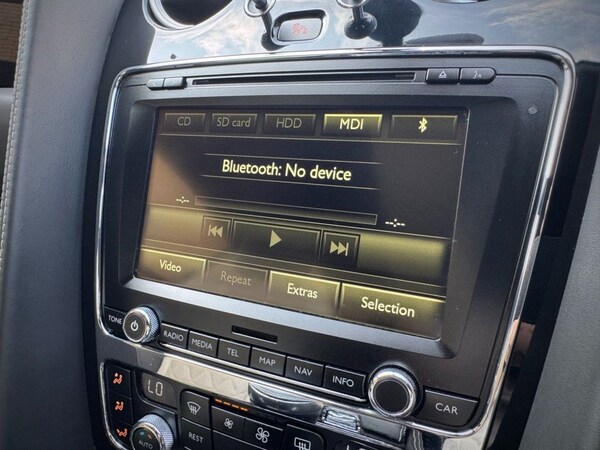 CD SD card HDD MDI
Bluetooth: No device
-:-- --:--
Video Repeat Extras Selection
TONE RADIO MEDIA TEL MAP NAV INFO CAR
LO
AUTO REST